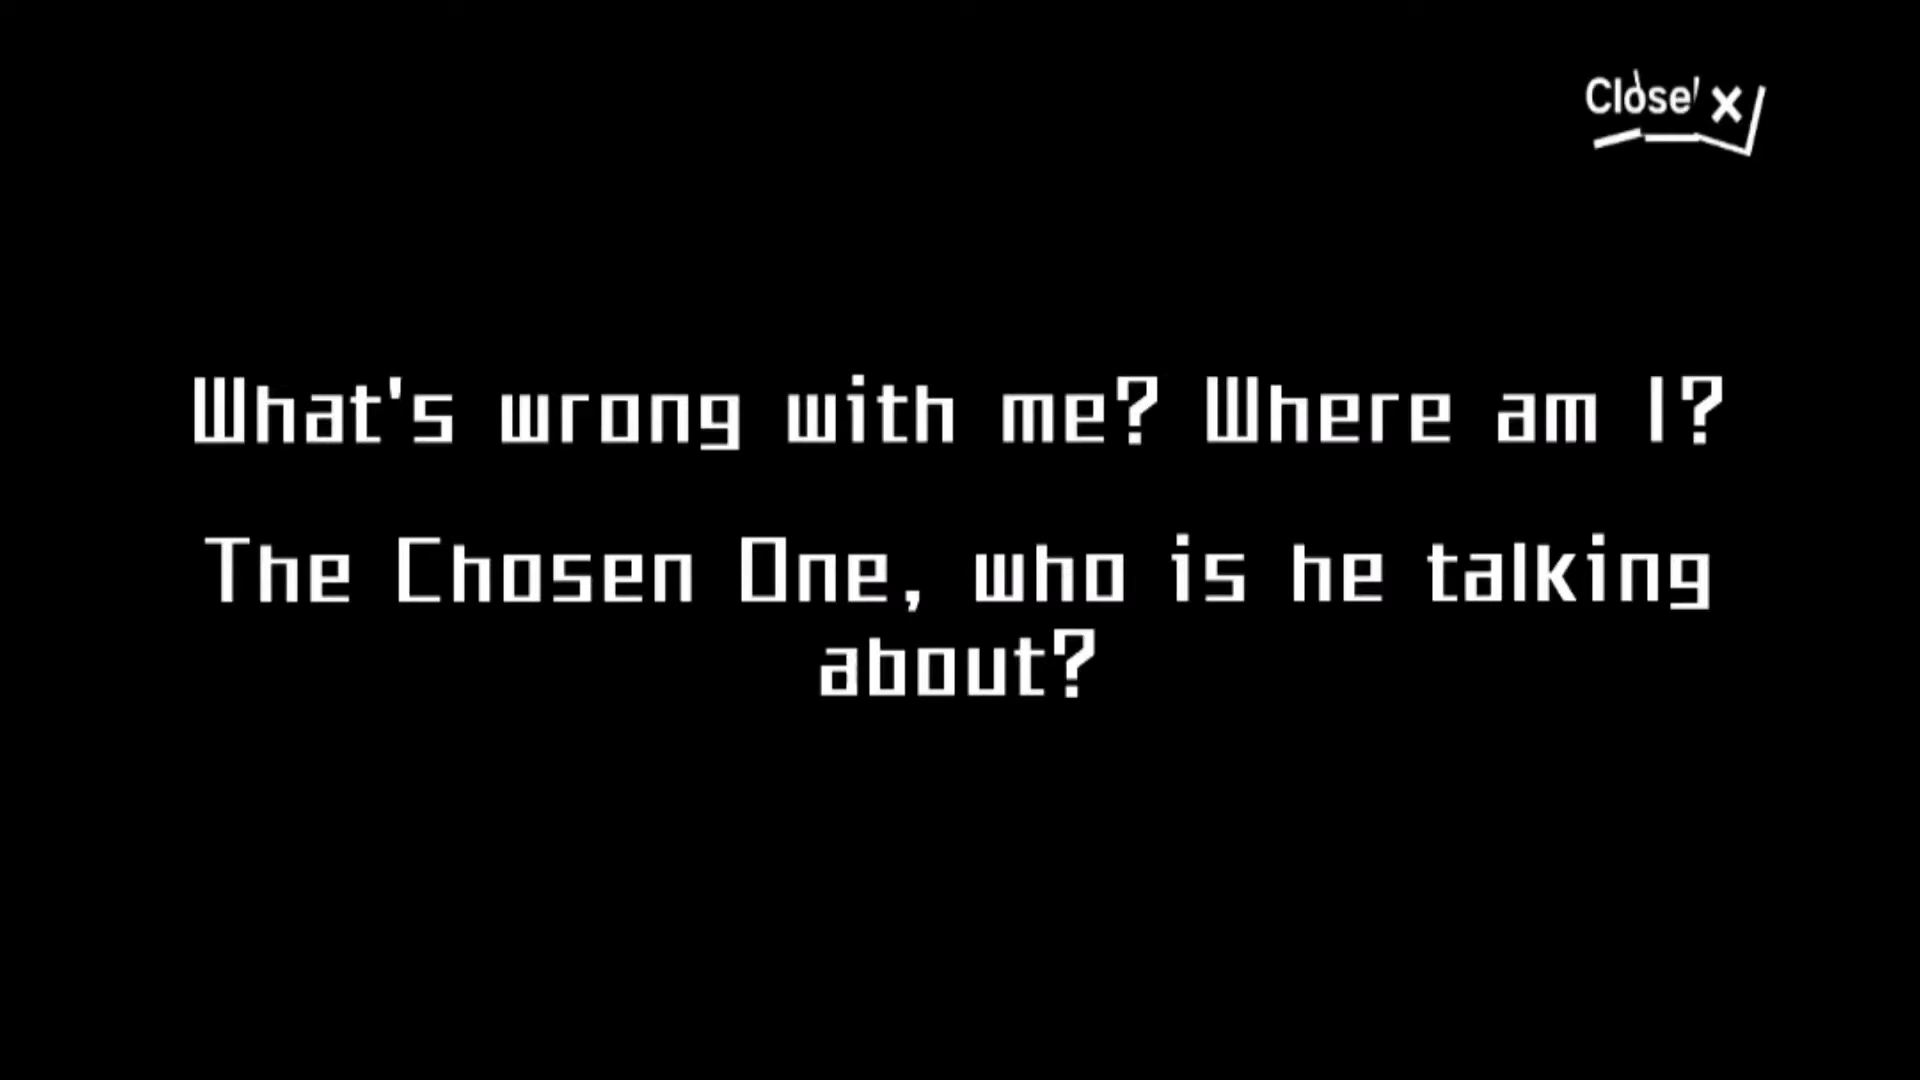 Close X
What's wrong with me? Where am I?
The Chosen One, who is he talking
about?